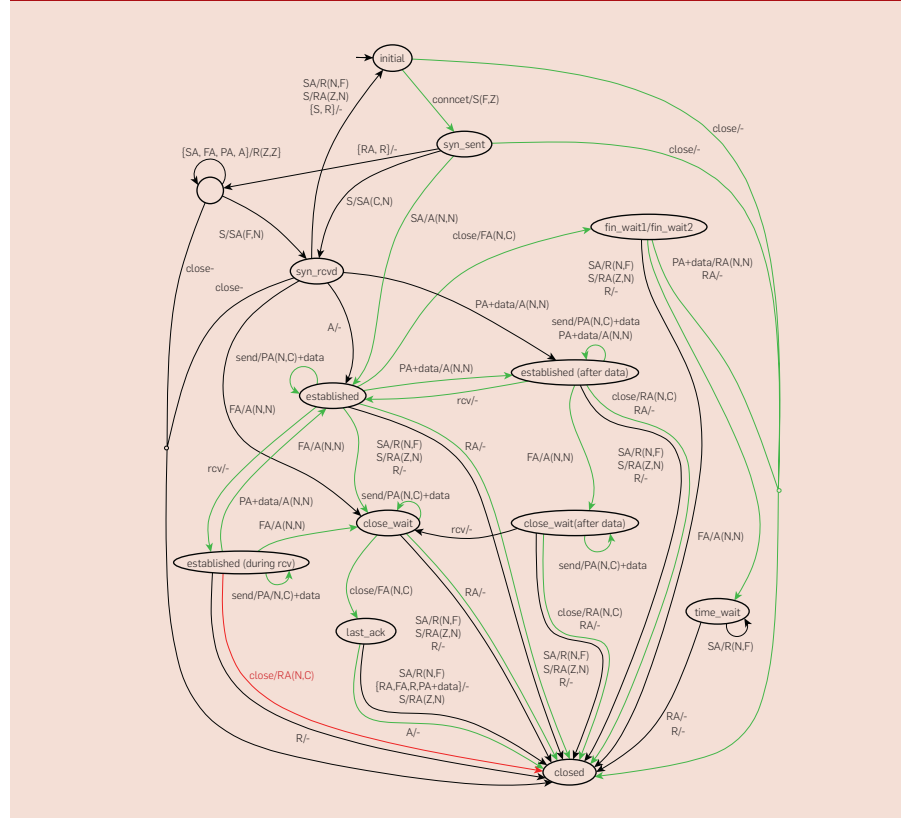 initial
SA/R(N,F)
S/RA(Z,N)
[S, R]/-
conncet/S(F,Z)
close/-
syn_sent
close/-
[SA, FA, PA, A]/R(Z,Z]
[RA, R]/-
S/SA(C,N)
SA/A(N,N)
S/SA(F,N)
close/FA(N,C)
fin_wait1/fin_wait2
close-
close-
syn_rcvd
SA/R(N,F)
S/RA(Z,N)
R/-
PA+data/RA(N,N)
RA/-
PA+data/A(N,N)
A/-
send/PA(N,C)+data
PA+data/A(N,N)
send/PA(N,C)+data
PA+data/A(N,N)
established (after data)
established
rcv/-
close/RA(N,C)
RA/-
FA/A(N,N)
FA/A(N,N)
SA/R(N,F)
S/RA(Z,N)
R/-
RA/-
FA/A(N,N)
SA/R(N,F)
S/RA(Z,N)
R/-
rcv/-
PA+data/A(N,N)
send/PA(N,C)+data
FA/A(N,N)
close_wait
rcv/-
close_wait(after data)
FA/A(N,N)
established (during rcv)
send/PA(N,C)+data
send/PA/N,C)+data
close/FA(N,C)
RA/-
close/RA(N,C)
RA/-
time_wait
last_ack
SA/R(N,F)
S/RA(Z,N)
R/-
SA/R(N,F)
SA/R(N,F)
S/RA(Z,N)
R/-
close/RA(N,C)
SA/R(N,F)
[RA,FA,R,PA+data]/-
S/RA(Z,N)
RA/-
R/-
R/-
A/-
closed